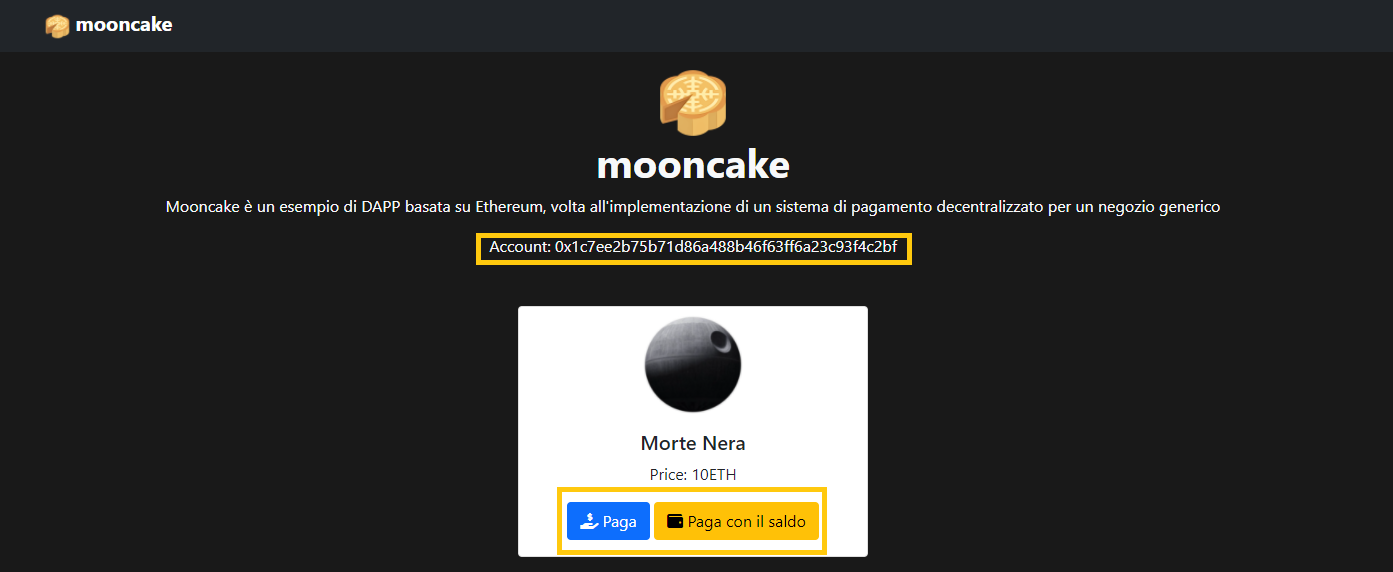 mooncake
mooncake
Mooncake è un esempio di DAPP basata su Ethereum, volta all'implementazione di un sistema di pagamento decentralizzato per un negozio generico
Account: 0x1c7ee2b75b71d86a488b46f63ff6a23c93f4c2bf
Morte Nera
Price: 10ETH
Paga Paga con il saldo